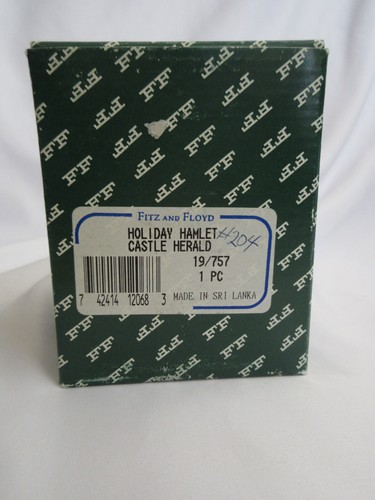 FITZ AND FLOYD
HOLIDAY HAMLET #204
CASTLE HERALD
19/757
1 PC
7 42414 12068 3 MADE IN SRI LANKA